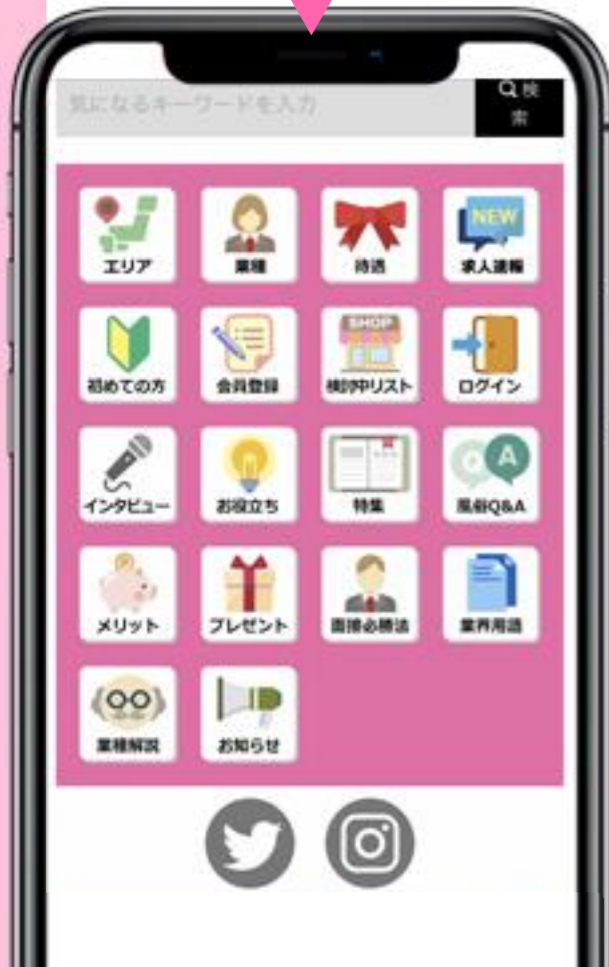 気になるキーワードを入力
検
索
エリア
業種
待遇
NEW
求人速報
初めての方
会員登録
SHOP
検討中リスト
ログイン
インタビュー
お役立ち
特集
Q A
風俗Q&A
メリット
プレゼント
面接必勝法
業界用語
業種解説
お知らせ